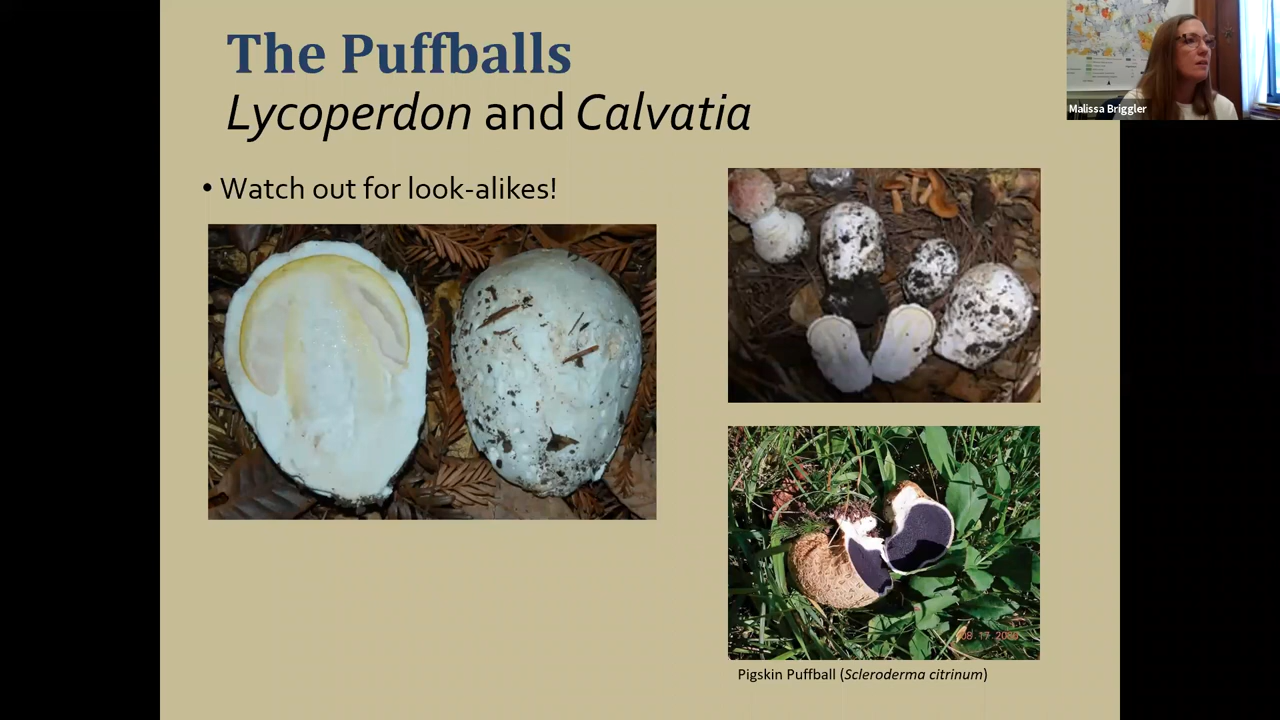 The Puffballs
Lycoperdon and Calvatia
• Watch out for look-alikes!
Pigskin Puffball (Scleroderma citrinum)
Malissa Briggler